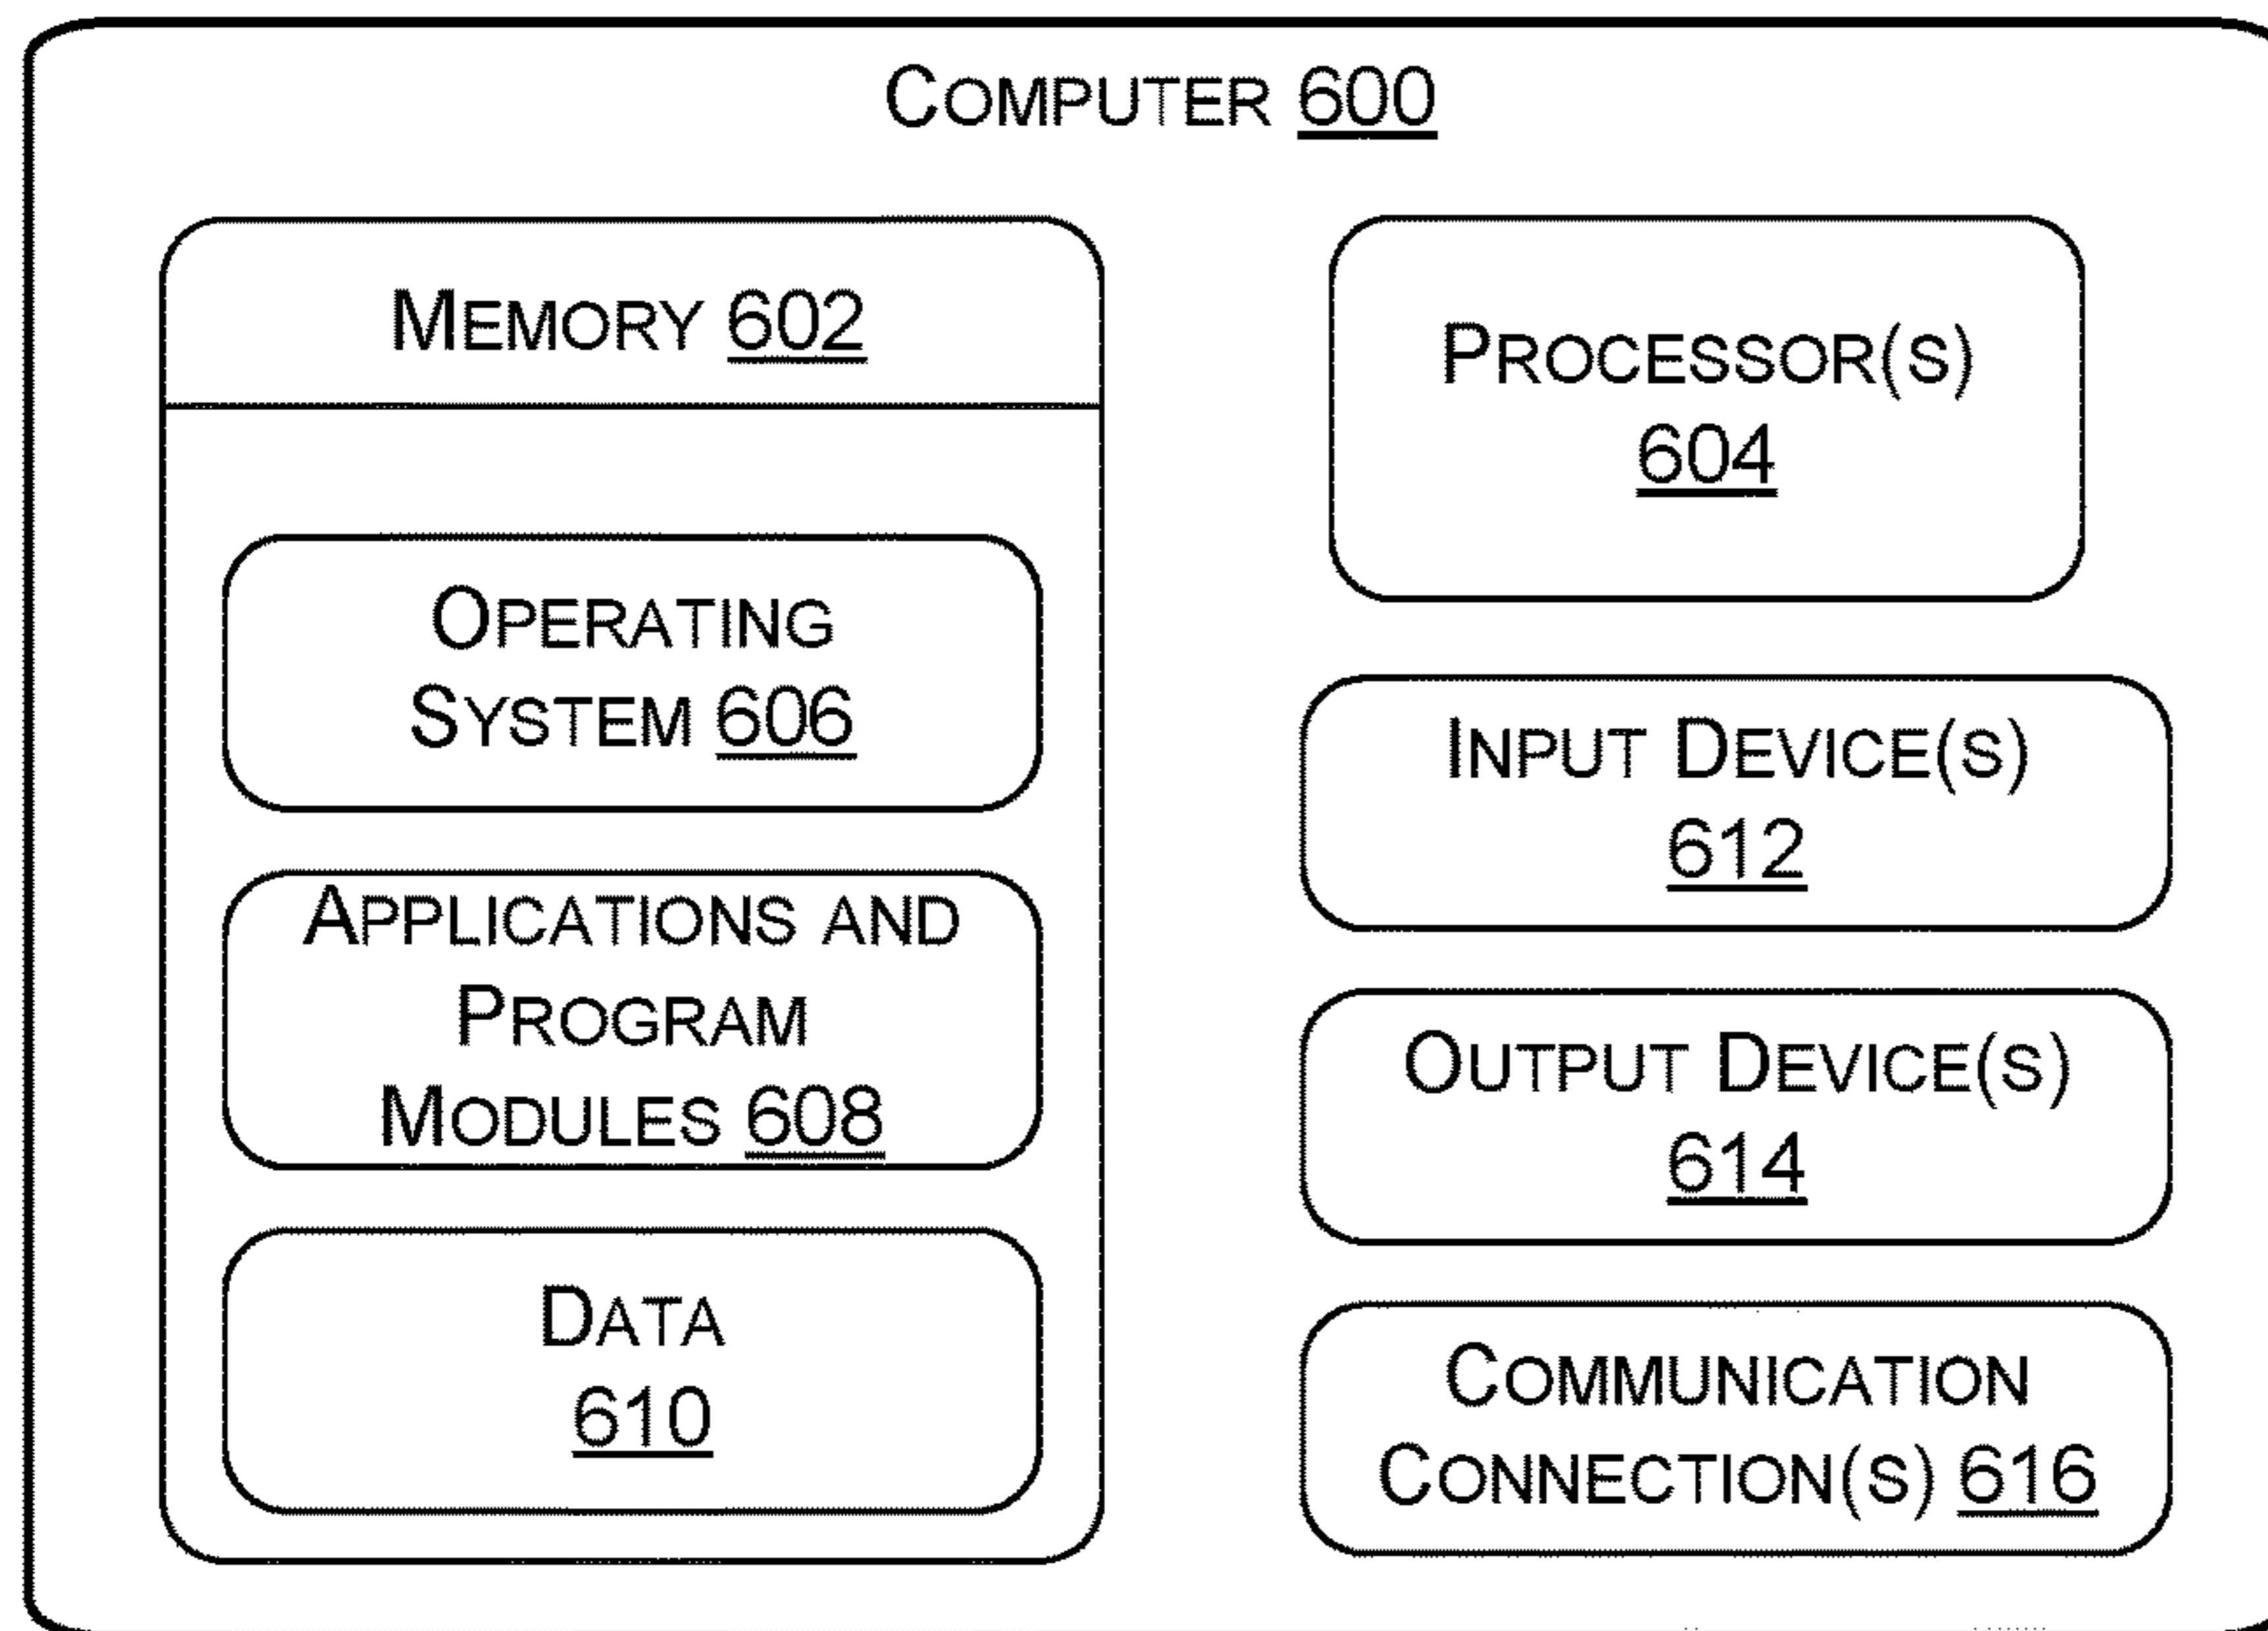 COMPUTER 600
MEMORY 602
OPERATING
SYSTEM 606
APPLICATIONS AND
PROGRAM
MODULES 608
DATA
610
PROCESSOR(S)
604
INPUT DEVICE(S)
612
OUTPUT DEVICE(S)
614
COMMUNICATION
CONNECTION(S) 616